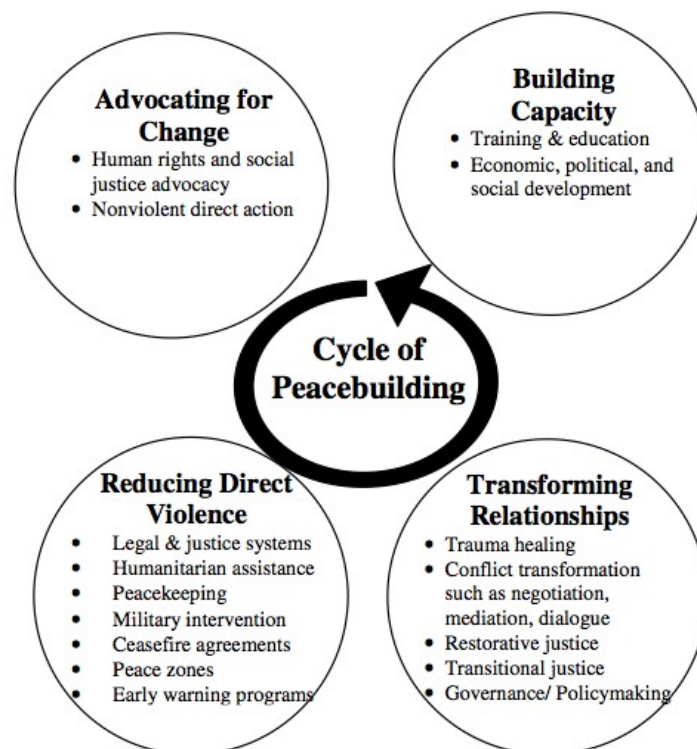 Advocating for
Change
• Human rights and social
justice advocacy
• Nonviolent direct action
Building
Capacity
• Training & education
• Economic, political, and
social development
Cycle of
Peacebuilding
Reducing Direct
Violence
• Legal & justice systems
• Humanitarian assistance
• Peacekeeping
• Military intervention
• Ceasefire agreements
• Peace zones
• Early warning programs
Transforming
Relationships
• Trauma healing
• Conflict transformation
such as negotiation,
mediation, dialogue
• Restorative justice
• Transitional justice
• Governance/ Policymaking